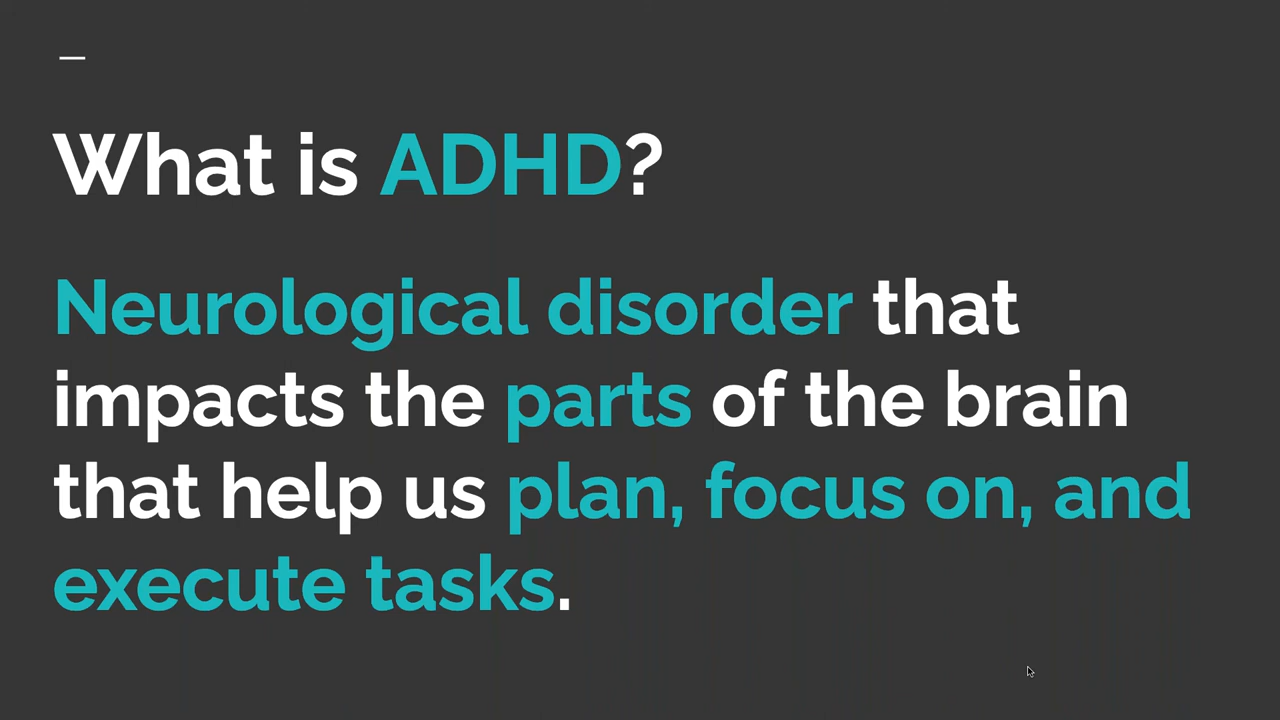 What is ADHD?
Neurological disorder that
impacts the parts of the brain
that help us plan, focus on, and
execute tasks.